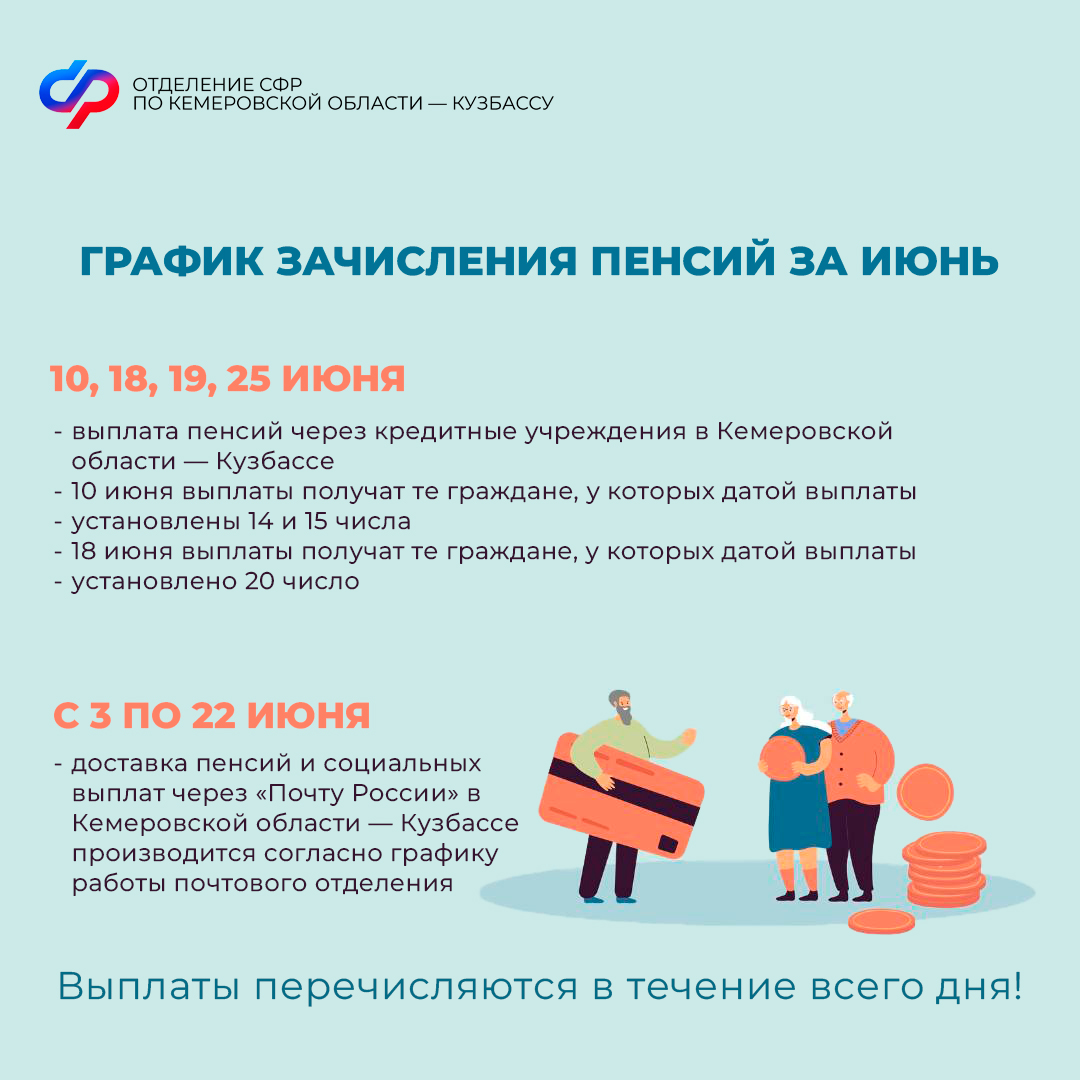 ОТДЕЛЕНИЕ СФР
ПО КЕМЕРОВСКОЙ ОБЛАСТИ — КУЗБАССУ
ГРАФИК ЗАЧИСЛЕНИЯ ПЕНСИЙ ЗА ИЮНЬ
10, 18, 19, 25 ИЮНЯ
- выплата пенсий через кредитные учреждения в Кемеровской
области — Кузбассе
- 10 июня выплаты получат те граждане, у которых датой выплаты
- установлены 14 и 15 числа
- 18 июня выплаты получат те граждане, у которых датой выплаты
- установлено 20 число
С 3 ПО 22 ИЮНЯ
- доставка пенсий и социальных
выплат через «Почту России» в
Кемеровской области — Кузбассе
производится согласно графику
работы почтового отделения
Выплаты перечисляются в течение всего дня!